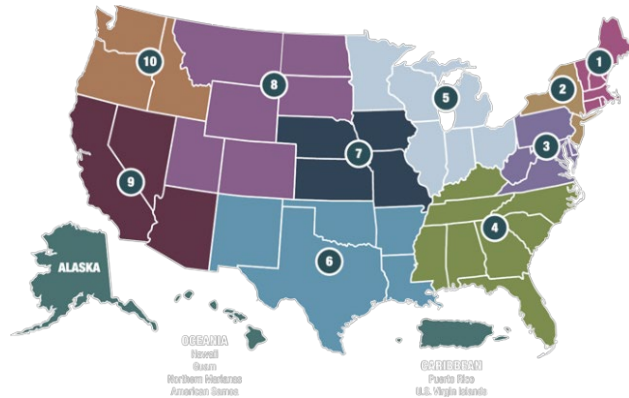 1
2
3
4
5
6
7
8
9
10
ALASKA
OCEANIA
Hawaii
Guam
Northern Marianas
American Samoa
CARIBBEAN
Puerto Rico
U.S. Virgin Islands